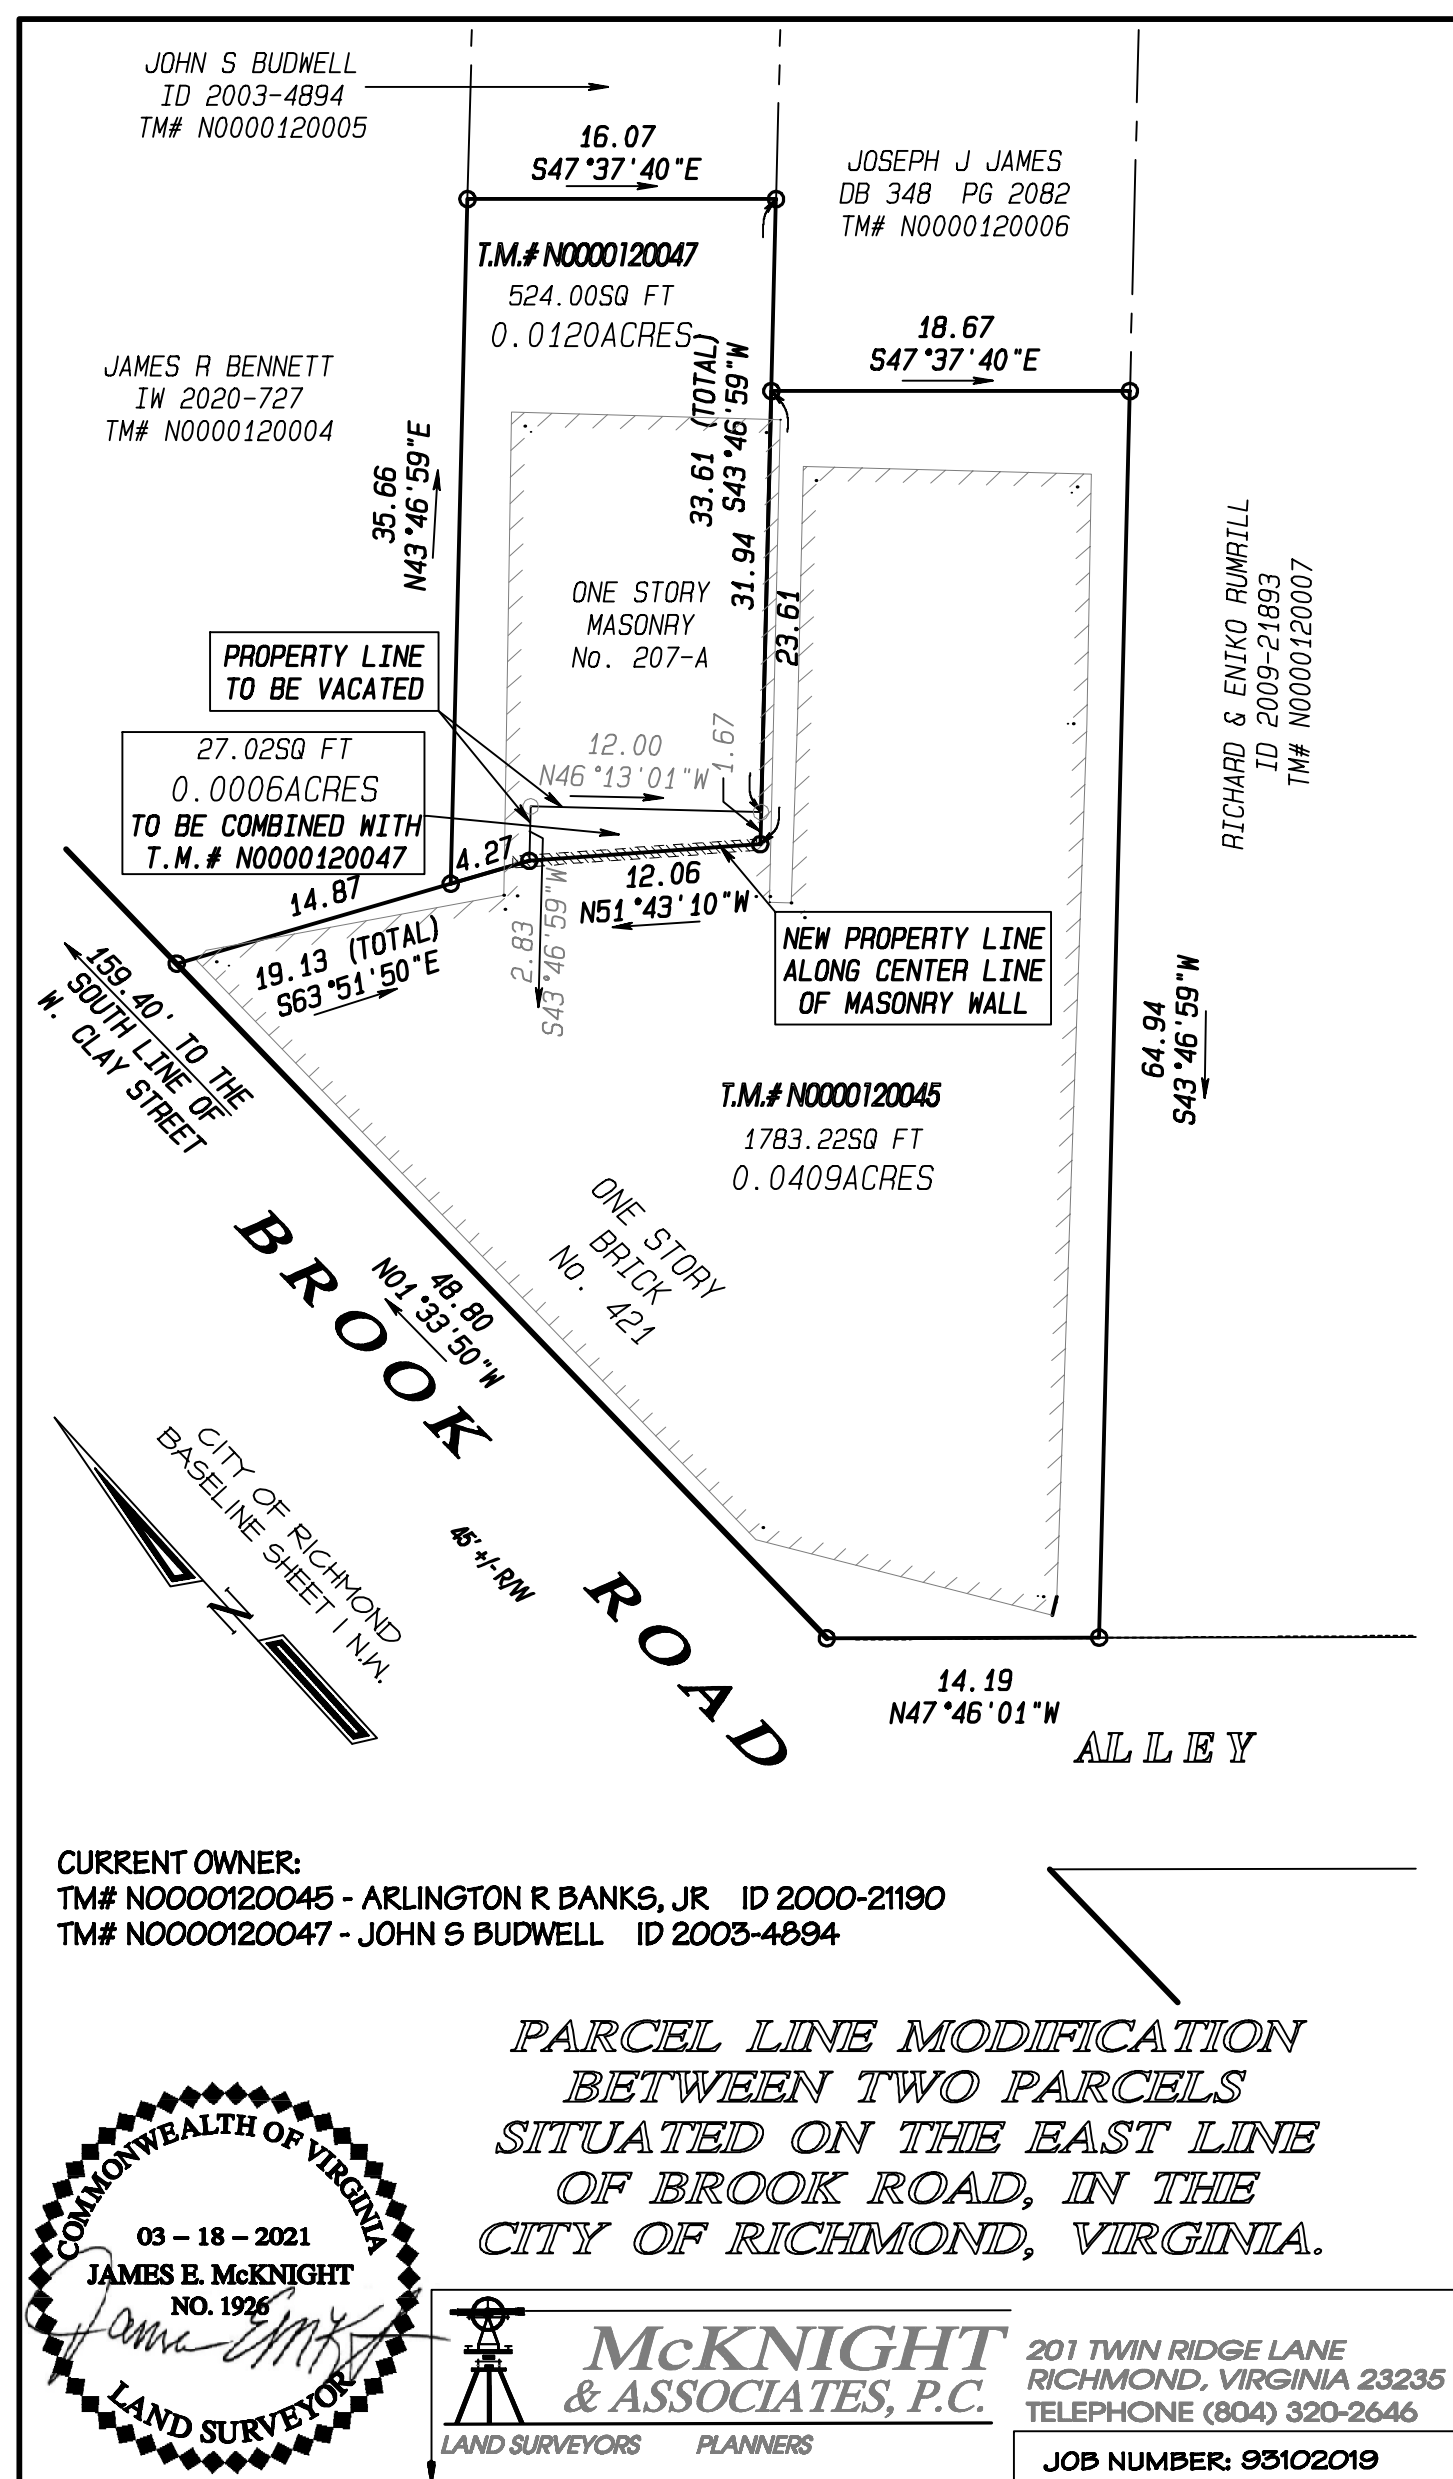 JOHN S BUDWELL
ID 2003-4894
TM# N0000120005
16.07
S47°37'40"E
JOSEPH J JAMES
DB 348 PG 2082
TM# N0000120006
T.M.# N0000120047
524.00SQ FT
0.0120ACRES
18.67
S47°37'40"E
JAMES R BENNETT
IW 2020-727
TM# N0000120004
35.66
N43°46'59"E
33.61 (TOTAL)
S43°46'59"W
31.94
23.61
ONE STORY
MASONRY
No. 207-A
RICHARD & ENIKO RUMRILL
ID 2009-21893
TM# N0000120007
PROPERTY LINE
TO BE VACATED
27.02SQ FT
0.0006ACRES
TO BE COMBINED WITH
T.M.# N0000120047
12.00
N46°13'01"W
1.67
4.27
14.87
12.06
N51°43'10"W
2.83
S43°46'59"W
19.13 (TOTAL)
S63°51'50"E
NEW PROPERTY LINE
ALONG CENTER LINE
OF MASONRY WALL
159.40' TO THE
SOUTH LINE OF
W. CLAY STREET
64.94
S43°46'59"W
T.M.# N0000120045
1783.22SQ FT
0.0409ACRES
ONE STORY
BRICK
No. 421
48.80
N01°33'50"W
BROOK ROAD
45' +/- R/W
CITY OF RICHMOND
BASELINE SHEET 1 N.W.
N
14.19
N47°46'01"W
ALLEY
CURRENT OWNER:
TM# N0000120045 - ARLINGTON R BANKS, JR ID 2000-21190
TM# N0000120047 - JOHN S BUDWELL ID 2003-4894
PARCEL LINE MODIFICATION
BETWEEN TWO PARCELS
SITUATED ON THE EAST LINE
OF BROOK ROAD, IN THE
CITY OF RICHMOND, VIRGINIA.
COMMONWEALTH OF VIRGINIA
03 - 18 - 2021
JAMES E. McKNIGHT
NO. 1926
LAND SURVEYOR
McKNIGHT
& ASSOCIATES, P.C.
LAND SURVEYORS PLANNERS
201 TWIN RIDGE LANE
RICHMOND, VIRGINIA 23235
TELEPHONE (804) 320-2646
JOB NUMBER: 93102019